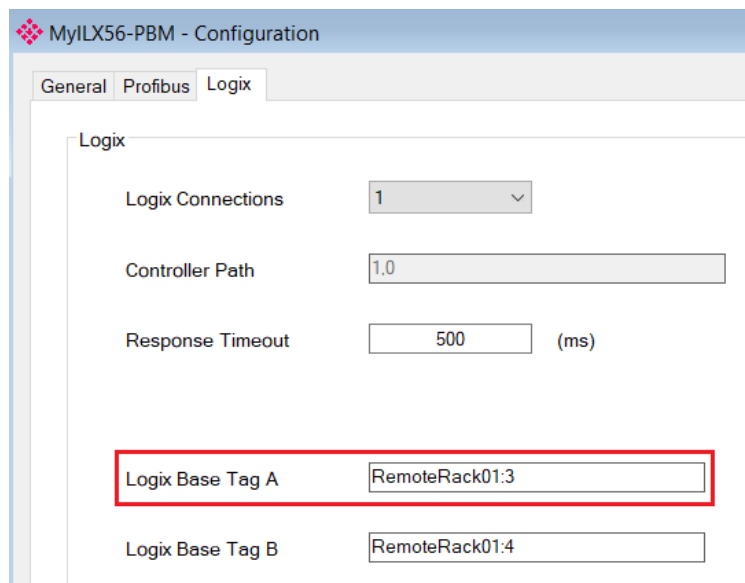 MyILX56-PBM - Configuration
General Profibus Logix
Logix
Logix Connections 1
Controller Path 1,0
Response Timeout 500 (ms)
Logix Base Tag A RemoteRack01:3
Logix Base Tag B RemoteRack01:4